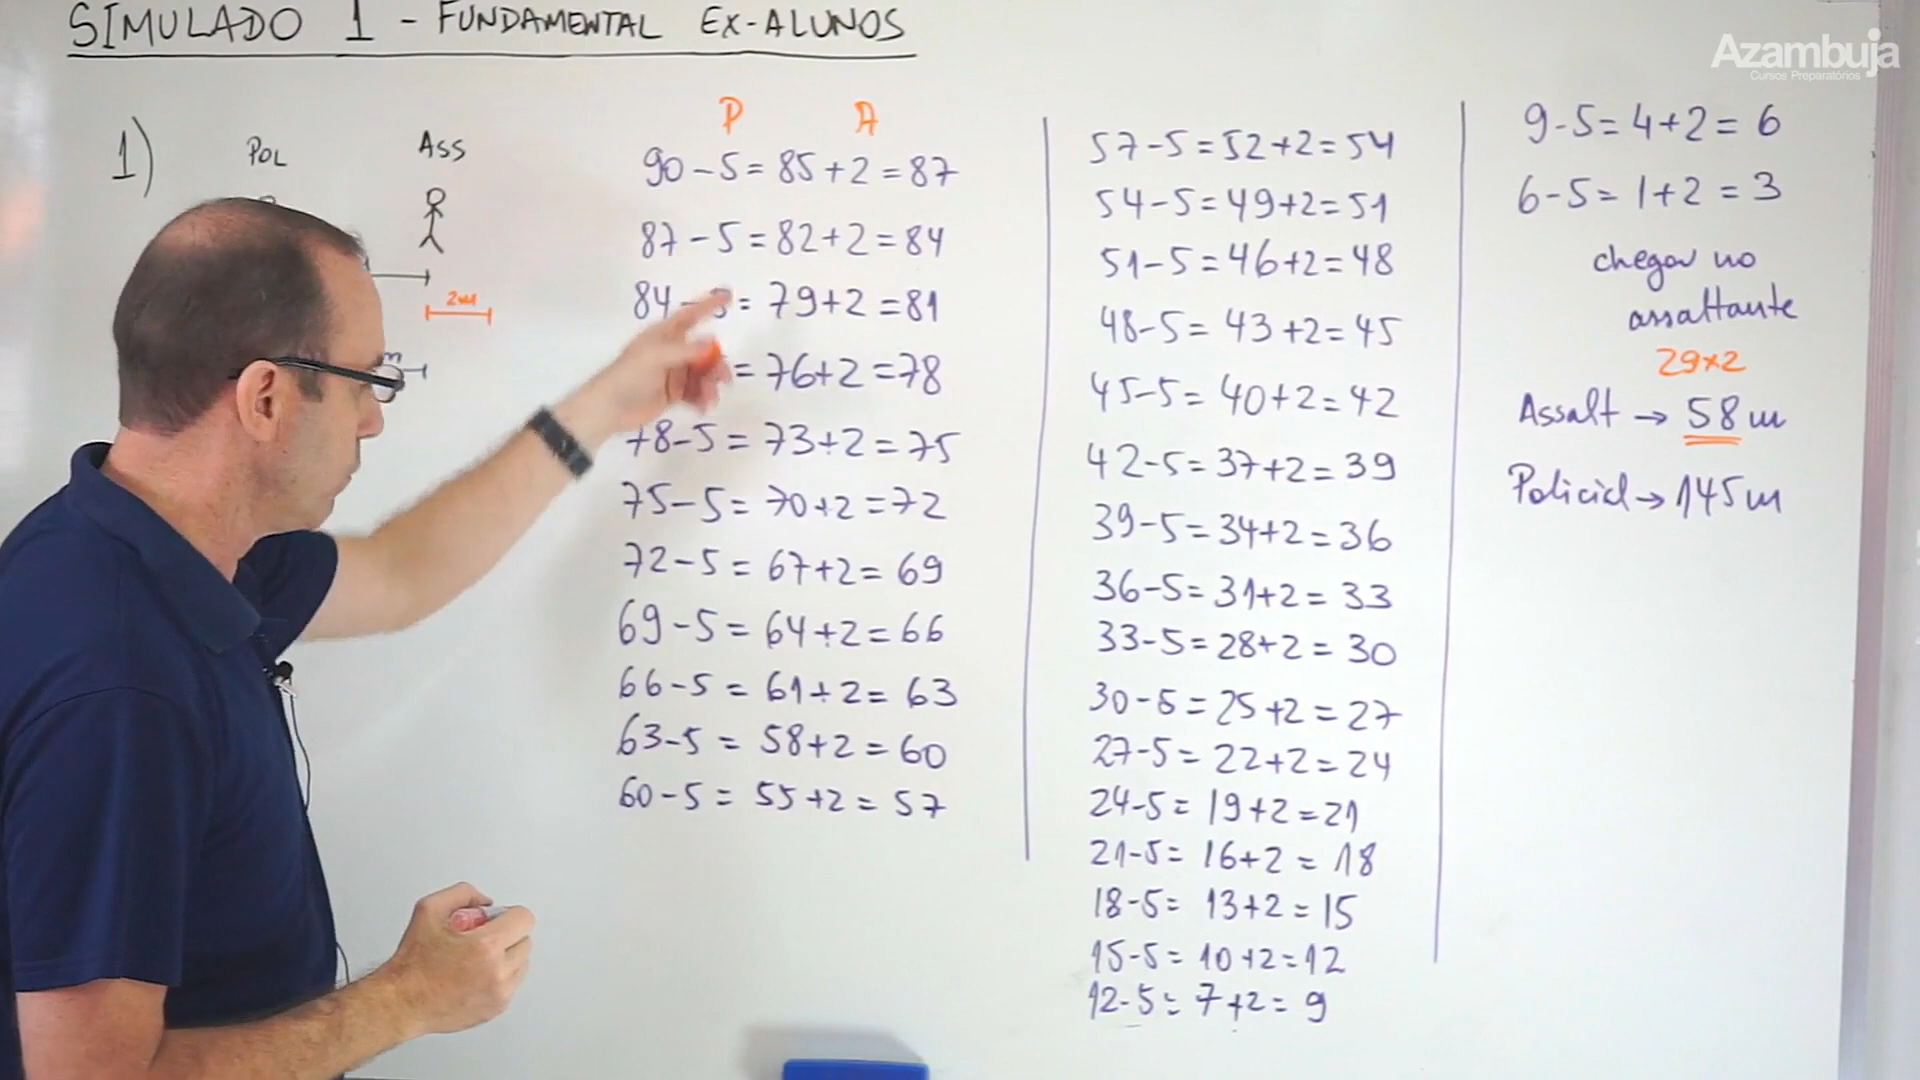 SIMULADO 1 - FUNDAMENTAL EX-ALUNOS
Azambuja
Cursos Preparatórios
1)
POL ASS
2m
m
P A
90-5=85+2=87
87-5=82+2=84
84-5=79+2=81
=76+2=78
78-5=73+2=75
75-5=70+2=72
72-5=67+2=69
69-5=64+2=66
66-5=61+2=63
63-5=58+2=60
60-5=55+2=57
57-5=52+2=54
54-5=49+2=51
51-5=46+2=48
48-5=43+2=45
45-5=40+2=42
42-5=37+2=39
39-5=34+2=36
36-5=31+2=33
33-5=28+2=30
30-5=25+2=27
27-5=22+2=24
24-5=19+2=21
21-5=16+2=18
18-5=13+2=15
15-5=10+2=12
12-5=7+2=9
9-5=4+2=6
6-5=1+2=3
chegou no
assaltante
29x2
Assalt → 58m
Policial → 145m